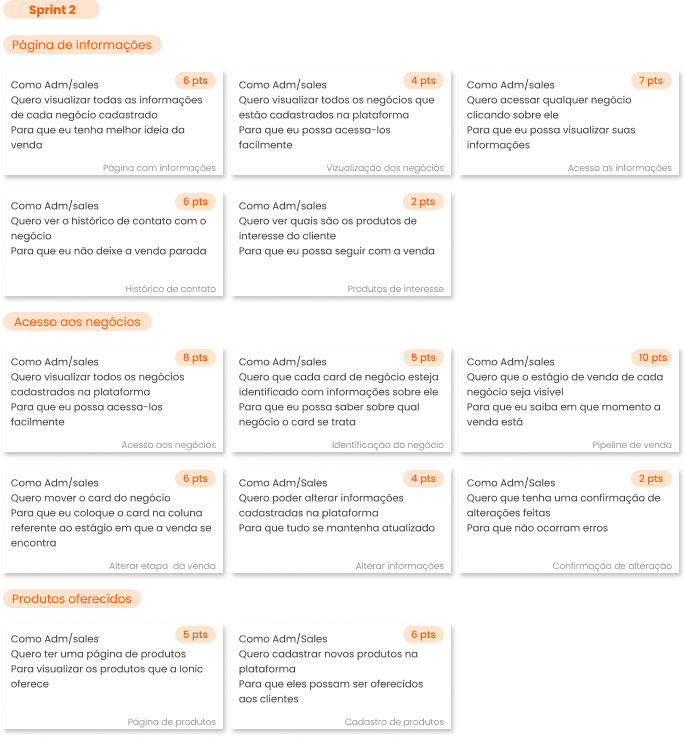 Sprint 2
Página de informações
6 pts
Como Adm/sales
Quero visualizar todas as informações
de cada negócio cadastrado
Para que eu tenha melhor ideia da
venda
Página com informações
4 pts
Como Adm/sales
Quero visualizar todos os negócios que
estão cadastrados na plataforma
Para que eu possa acessa-los
facilmente
Vizualização dos negócios
7 pts
Como Adm/sales
Quero acessar qualquer negócio
clicando sobre ele
Para que eu possa visualizar suas
informações
Acesso as informações
6 pts
Como Adm/sales
Quero ver o histórico de contato com o
negócio
Para que eu não deixe a venda parada
Histórico de contato
2 pts
Como Adm/sales
Quero ver quais são os produtos de
interesse do cliente
Para que eu possa seguir com a venda
Produtos de interesse
Acesso aos negócios
8 pts
Como Adm/sales
Quero visualizar todos os negócios
cadastrados na plataforma
Para que eu possa acessa-los
facilmente
Acesso aos negócios
5 pts
Como Adm/sales
Quero que cada card de negócio esteja
identificado com informações sobre ele
Para que eu possa saber sobre qual
negócio o card se trata
Identificação do negócio
10 pts
Como Adm/sales
Quero que o estágio de venda de cada
negócio seja visível
Para que eu saiba em que momento a
venda está
Pipeline de venda
6 pts
Como Adm/sales
Quero mover o card do negócio
Para que eu coloque o card na coluna
referente ao estágio em que a venda se
encontra
Alterar etapa da venda
4 pts
Como Adm/Sales
Quero poder alterar informações
cadastradas na plataforma
Para que tudo se mantenha atualizado
Alterar informações
2 pts
Como Adm/Sales
Quero que tenha uma confirmação de
alterações feitas
Para que não ocorram erros
Confirmação de alteração
Produtos oferecidos
5 pts
Como Adm/sales
Quero ter uma página de produtos
Para visualizar os produtos que a Ionic
oferece
Página de produtos
6 pts
Como Adm/Sales
Quero cadastrar novos produtos na
plataforma
Para que eles possam ser oferecidos
aos clientes
Cadastro de produtos